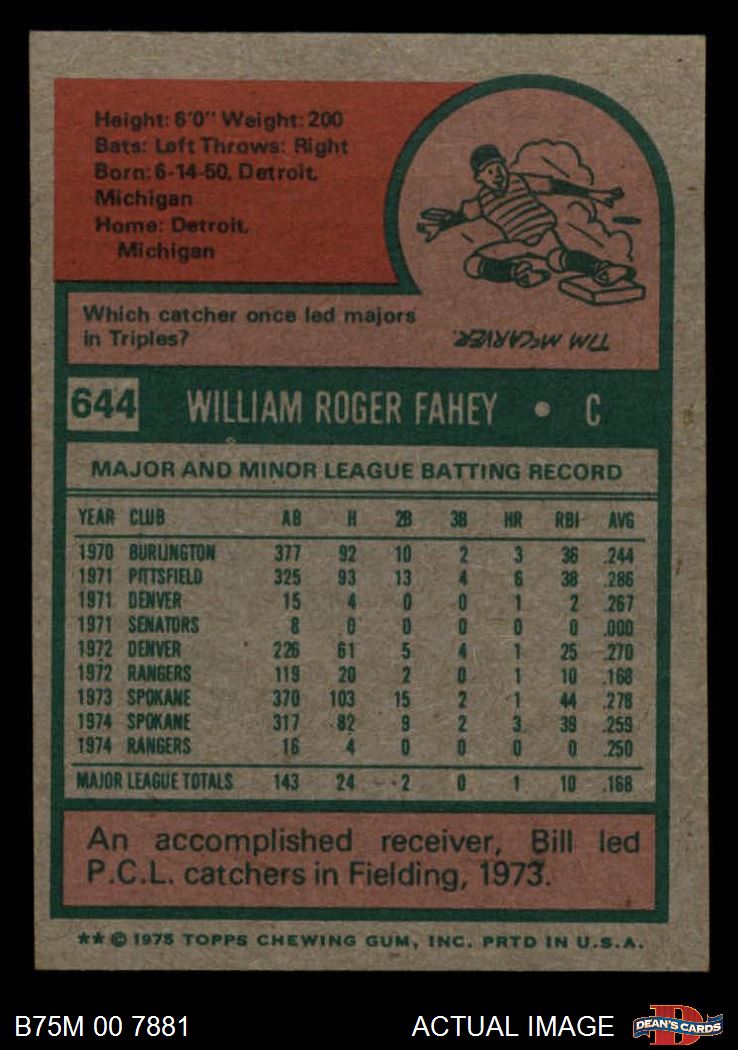 Height: 6'0" Weight: 200
Bats: Left Throws: Right
Born: 6-14-50, Detroit,
Michigan
Home: Detroit,
Michigan
Which catcher once led majors
in Triples?
TIM McCARVER.
644 WILLIAM ROGER FAHEY • C
MAJOR AND MINOR LEAGUE BATTING RECORD
YEAR CLUB AB H 2B 3B HR RBI AVG
1970 BURLINGTON 377 92 10 2 3 36 .244
1971 PITTSFIELD 325 93 13 4 6 38 .286
1971 DENVER 15 4 0 0 1 2 .267
1971 SENATORS 8 0 0 0 0 0 .000
1972 DENVER 226 61 5 4 1 25 .270
1972 RANGERS 119 20 2 0 1 10 .168
1973 SPOKANE 370 103 15 2 1 44 .278
1974 SPOKANE 317 82 9 2 3 39 .259
1974 RANGERS 16 4 0 0 0 0 .250
MAJOR LEAGUE TOTALS 143 24 2 0 1 10 .168
An accomplished receiver, Bill led
P.C.L. catchers in Fielding, 1973.
** © 1975 TOPPS CHEWING GUM, INC. PRTD IN U.S.A.
B75M 00 7881 ACTUAL IMAGE D DEAN'S CARDS